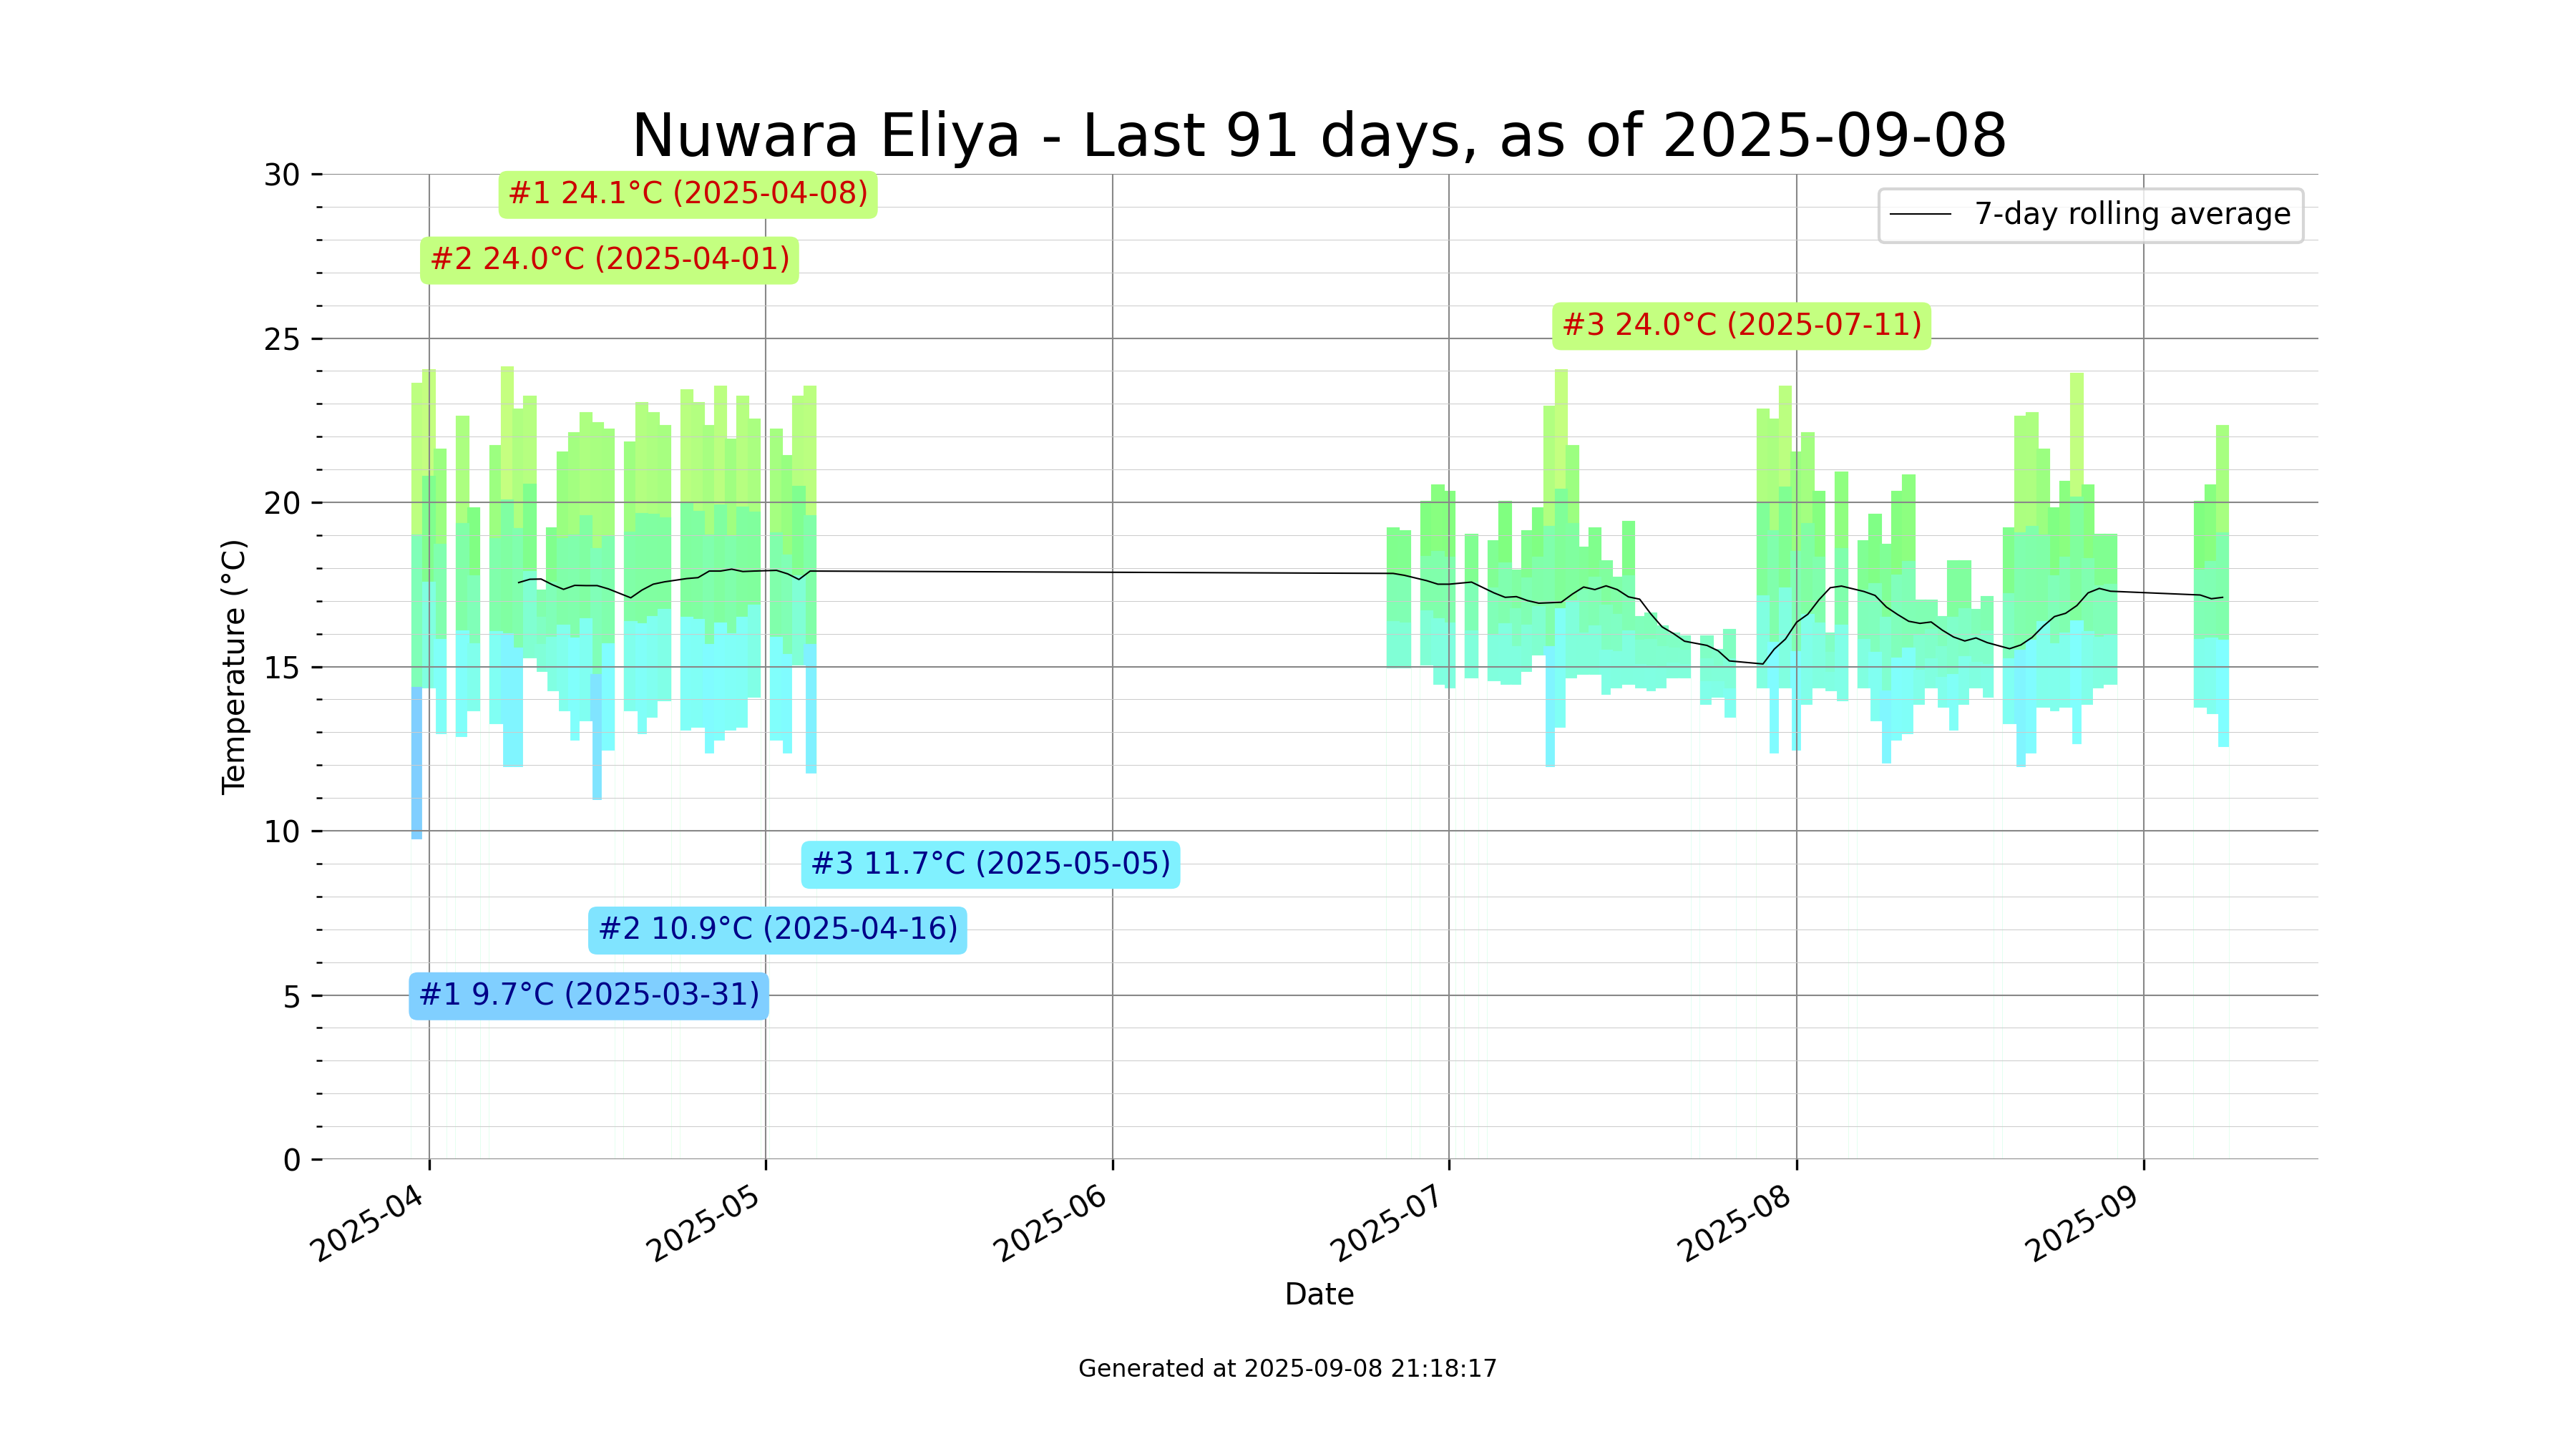 Nuwara Eliya - Last 91 days, as of 2025-09-08
30
#1 24.1°C (2025-04-08)
7-day rolling average
#2 24.0°C (2025-04-01)
#3 24.0°C (2025-07-11)
25
20
15
10
5
0
Temperature (°C)
#3 11.7°C (2025-05-05)
#2 10.9°C (2025-04-16)
#1 9.7°C (2025-03-31)
2025-04
2025-05
2025-06
2025-07
2025-08
2025-09
Date
Generated at 2025-09-08 21:18:17